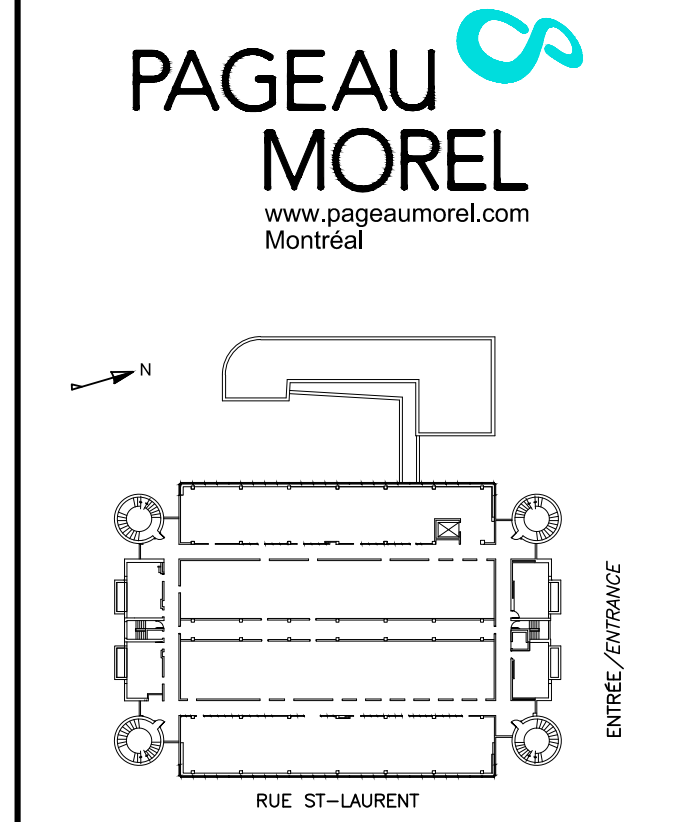 PAGEAU
MOREL
www.pageaumorel.com
Montréal
N
ENTRÉE/ENTRANCE
RUE ST-LAURENT